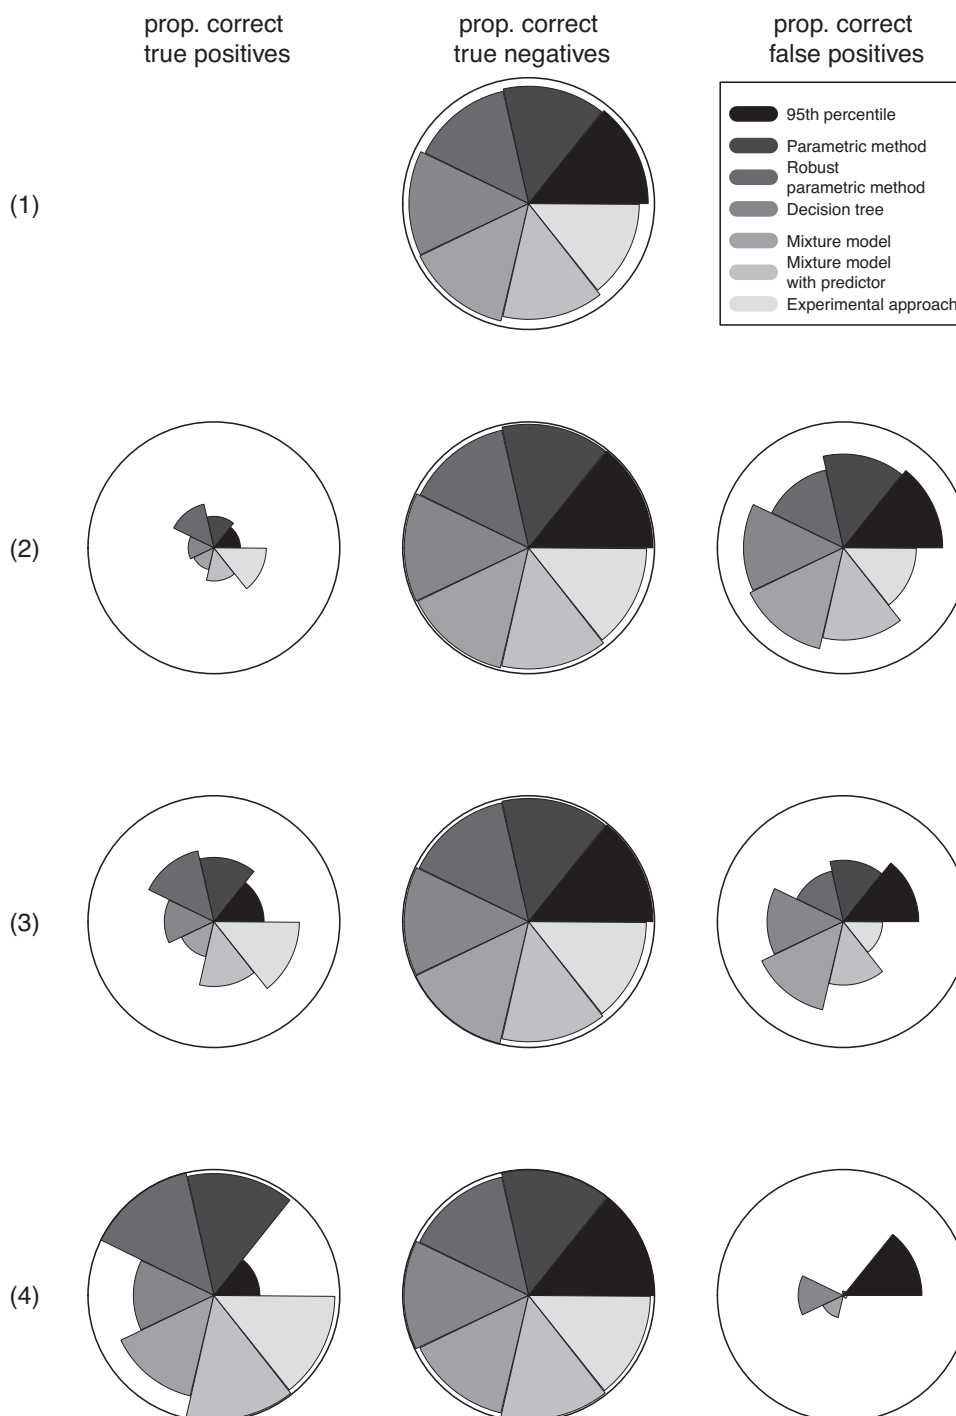 prop. correct
true positives
prop. correct
true negatives
prop. correct
false positives
95th percentile
Parametric method
Robust
parametric method
Decision tree
Mixture model
Mixture model
with predictor
Experimental approach
(1)
(2)
(3)
(4)